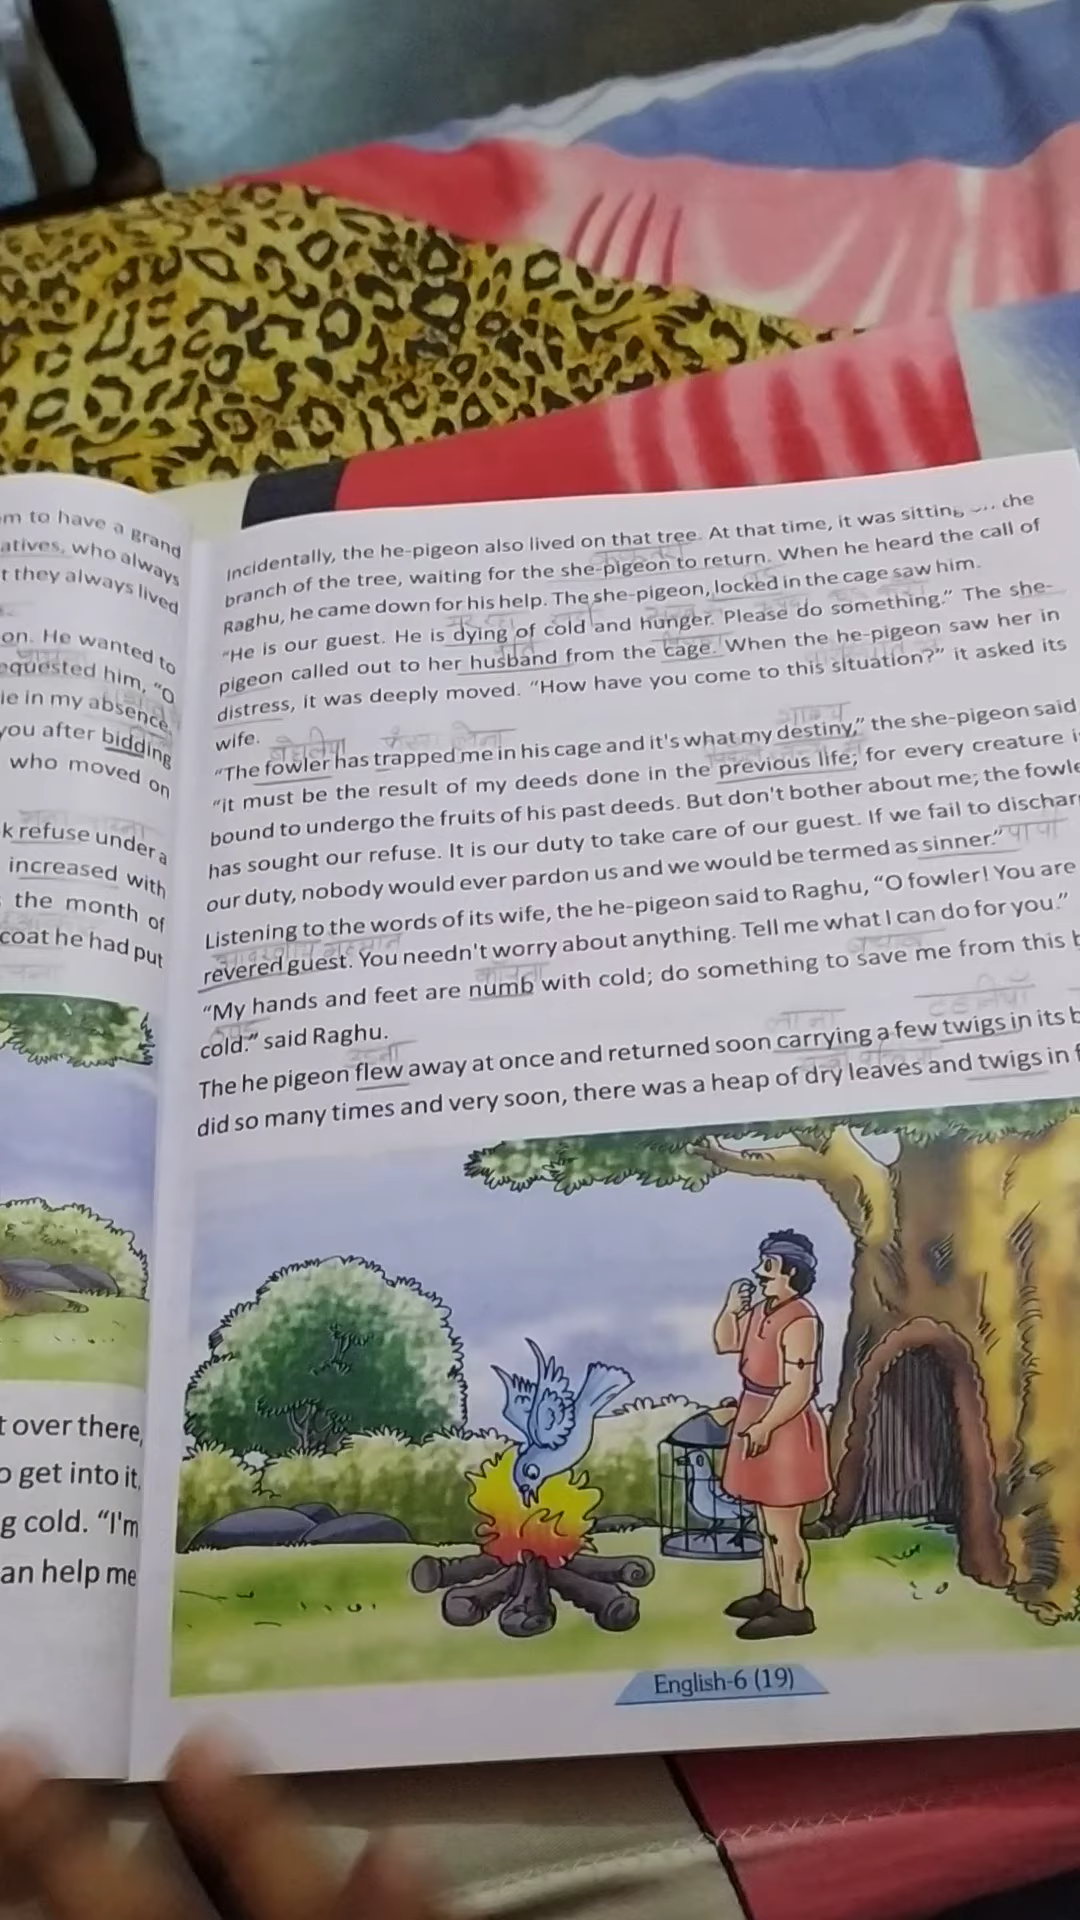 m to have a grand
atives, who always
t they always lived
on. He wanted to
equested him, “O
ie in my absence.
you after bidding
who moved on
k refuse under a
increased with
the month of
coat he had put
t over there,
o get into it,
g cold. “I'm
an help me
Incidentally, the he-pigeon also lived on that tree. At that time, it was sitting the
branch of the tree, waiting for the she-pigeon to return. When he heard the call of
Raghu, he came down for his help. The she-pigeon, locked in the cage saw him.
“He is our guest. He is dying of cold and hunger. Please do something.” The she-
pigeon called out to her husband from the cage. When the he-pigeon saw her in
distress, it was deeply moved. “How have you come to this situation?” it asked its
wife.
भाग्य
“The fowler has trapped me in his cage and it's what my destiny,” the she-pigeon said
“it must be the result of my deeds done in the previous life; for every creature i
bound to undergo the fruits of his past deeds. But don't bother about me; the fowle
has sought our refuse. It is our duty to take care of our guest. If we fail to dischar
our duty, nobody would ever pardon us and we would be termed as sinner.” पापी
Listening to the words of its wife, the he-pigeon said to Raghu, “O fowler! You are
revered guest. You needn't worry about anything. Tell me what I can do for you.”
“My hands and feet are numb with cold; do something to save me from this b
cold.” said Raghu.
टहनियाँ
लाना
The he pigeon flew away at once and returned soon carrying a few twigs in its b
did so many times and very soon, there was a heap of dry leaves and twigs in f
English-6 (19)